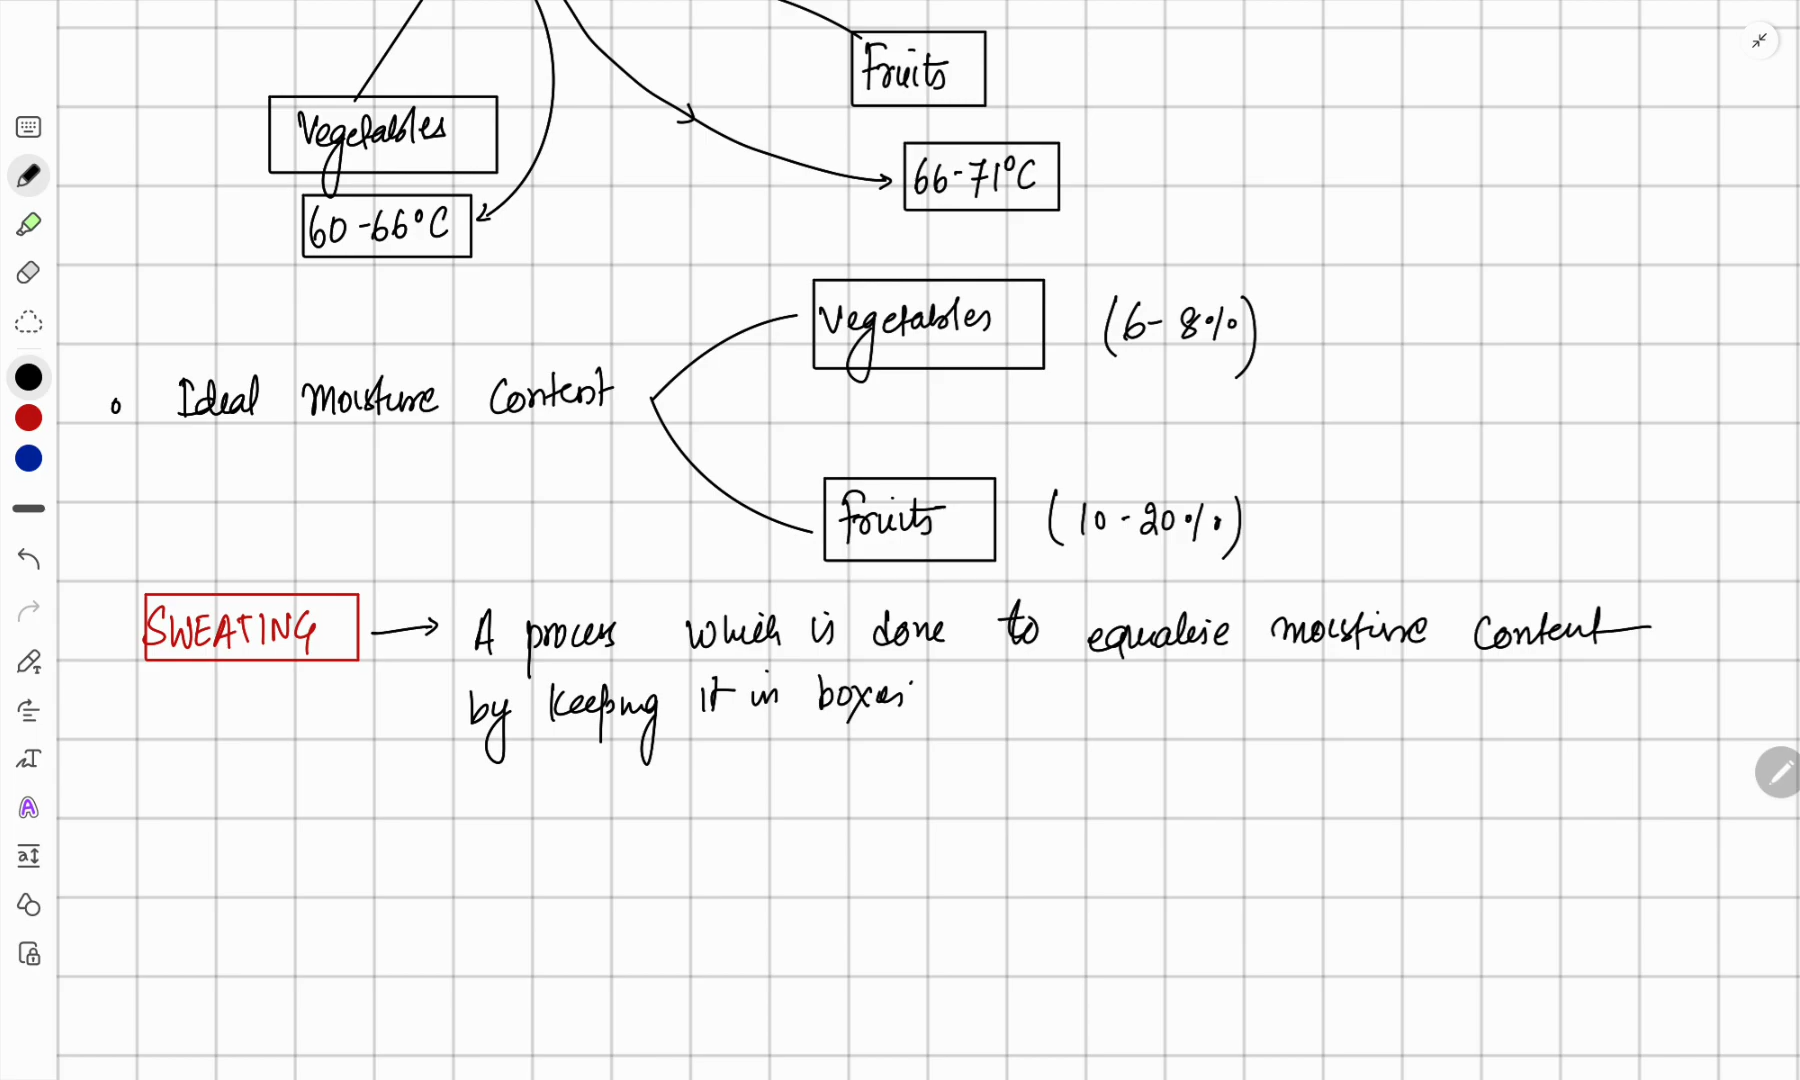 Fruits
Vegetables
66-71°C
60-66°C
Vegetables (6-8%)
• Ideal Moisture Content
Fruits (10-20%)
SWEATING → A process which is done to equalise moisture content
by keeping it in boxes